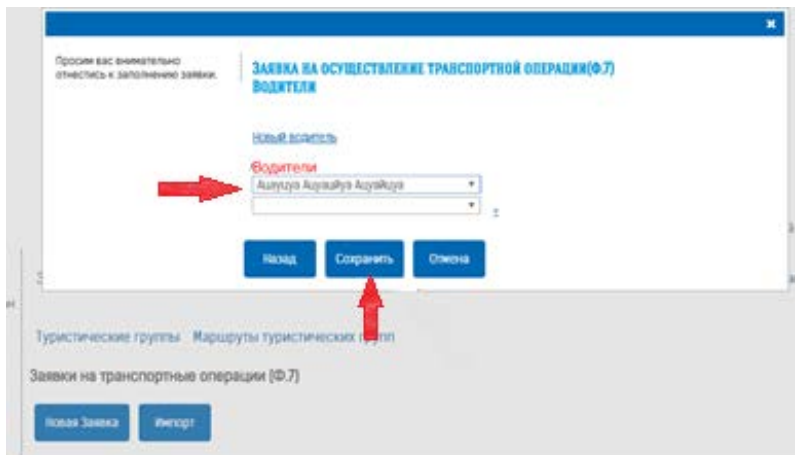 Просим вас внимательно
отнестись к заполнению заявки.
ЗАЯВКА НА ОСУЩЕСТВЛЕНИЕ ТРАНСПОРТНОЙ ОПЕРАЦИИ(Ф.7)
ВОДИТЕЛИ
Новый водитель
Водители
Назад Сохранить Отмена
Туристические группы Маршруты туристических групп
Заявки на транспортные операции (Ф.7)
Новая Заявка Импорт